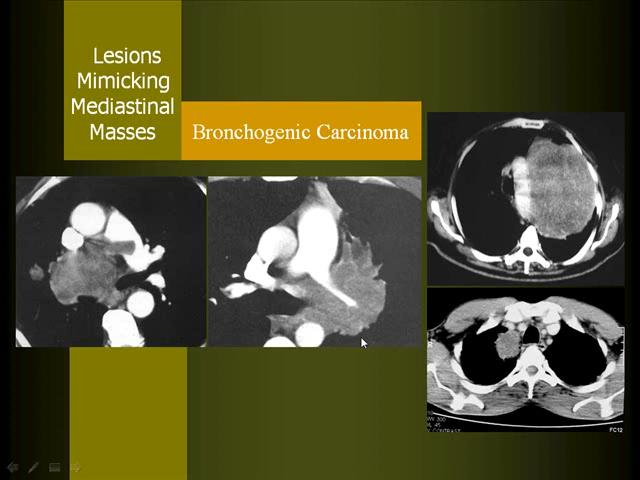 Lesions
Mimicking
Mediastinal
Masses
Bronchogenic Carcinoma
FC12